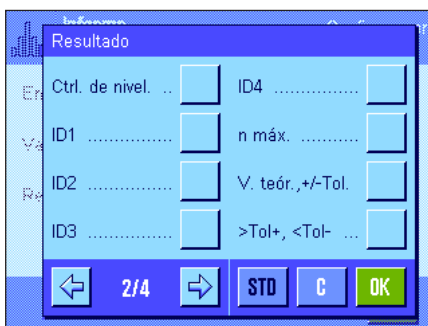 Resultado
Ctrl. de nivel. ..
ID1 ...............
ID2 ...............
ID3 ...............
ID4 ...............
n máx. ..........
V. teór.,+/-Tol.
>Tol+, <Tol- ...
2/4
STD
C
OK